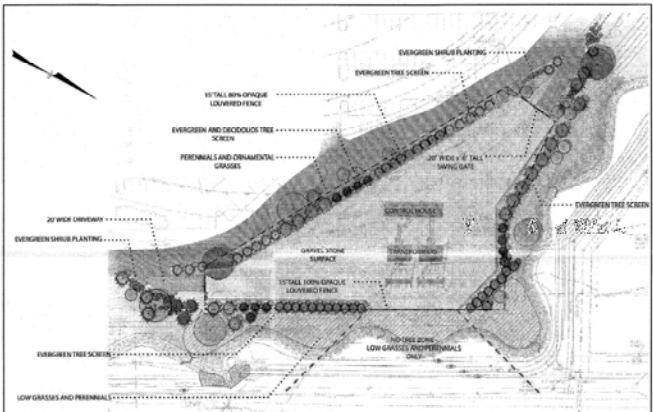 EVERGREEN SHRUB PLANTING
EVERGREEN TREE SCREEN
15' TALL 80% OPAQUE
LOUVERED FENCE
EVERGREEN AND DECIDOUOS TREE
SCREEN
PERENNIALS AND ORNAMENTAL
GRASSES
20' WIDE x 8' TALL
SWING GATE
EVERGREEN TREE SCREEN
20' WIDE DRIVEWAY
CONTROL HOUSE
EVERGREEN SHRUB PLANTING
GRAVEL STONE
SURFACE
TRANSFORMERS
15' TALL 100% OPAQUE
LOUVERED FENCE
NO TREE ZONE
LOW GRASSES AND PERENNIALS
ONLY
EVERGREEN TREE SCREEN
LOW GRASSES AND PERENNIALS